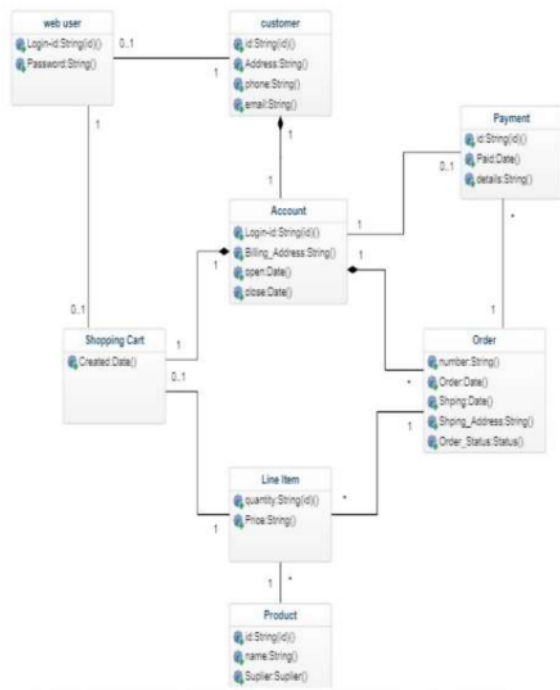 web user
Login-id:String(id)()
Password:String()
0..1
1
customer
id:String(id)()
Address:String()
phone:String()
email:String()
1
1
1
0..1
Payment
id:String(id)()
Paid:Date()
details:String()
0..1
1
*
1
Account
Login-id:String(id)()
Billing_Address:String()
open:Date()
close:Date()
1
1
1
*
Shopping Cart
Created:Date()
0..1
1
Order
number:String()
Order:Date()
Shping:Date()
Shping_Address:String()
Order_Status:Status()
1
*
Line Item
quantity:String(id)()
Price:String()
1
*
Product
id:String(id)()
name:String()
Suplier:Suplier()